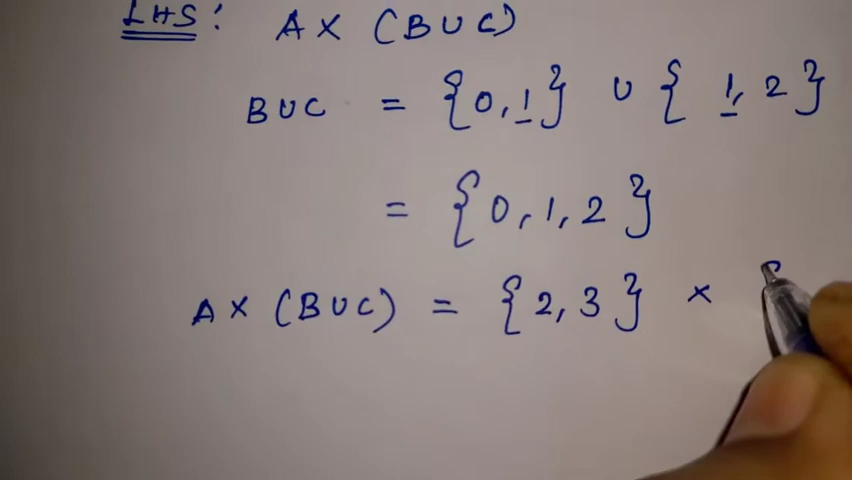 LHS : A × (B ∪ C)
B ∪ C = {0, 1} ∪ {1, 2}
= {0, 1, 2}
A × (B ∪ C) = {2, 3} ×